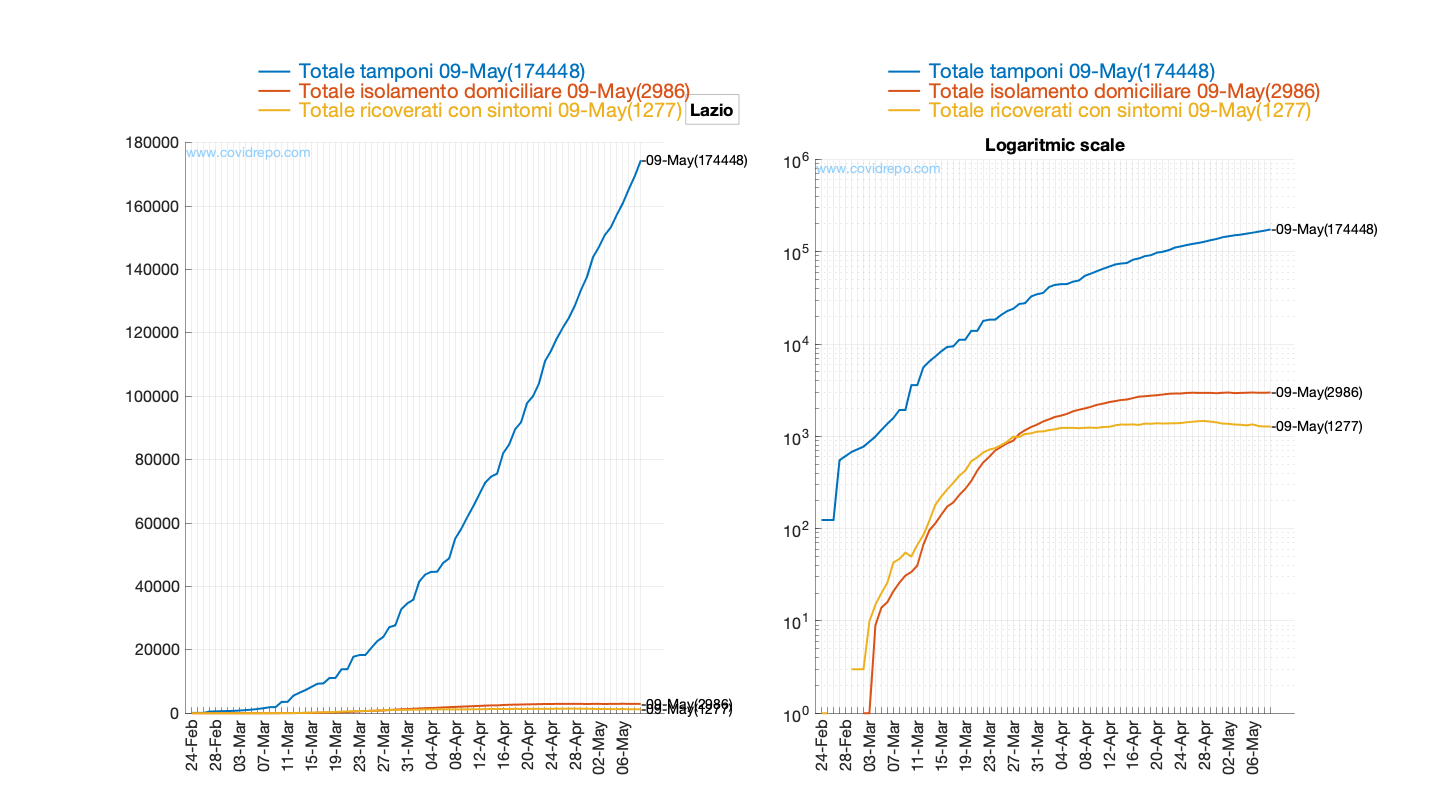 Totale tamponi 09-May(174448)
Totale isolamento domiciliare 09-May(2986)
Totale ricoverati con sintomi 09-May(1277)
Lazio
www.covidrepo.com
180000
160000
140000
120000
100000
80000
60000
40000
20000
0
-09-May(174448)
-09-May(2986)
-09-May(1277)
24-Feb
28-Feb
03-Mar
07-Mar
11-Mar
15-Mar
19-Mar
23-Mar
27-Mar
31-Mar
04-Apr
08-Apr
12-Apr
16-Apr
20-Apr
24-Apr
28-Apr
02-May
06-May
Totale tamponi 09-May(174448)
Totale isolamento domiciliare 09-May(2986)
Totale ricoverati con sintomi 09-May(1277)
Logaritmic scale
www.covidrepo.com
10^6
10^5
10^4
10^3
10^2
10^1
10^0
-09-May(174448)
-09-May(2986)
-09-May(1277)
24-Feb
28-Feb
03-Mar
07-Mar
11-Mar
15-Mar
19-Mar
23-Mar
27-Mar
31-Mar
04-Apr
08-Apr
12-Apr
16-Apr
20-Apr
24-Apr
28-Apr
02-May
06-May